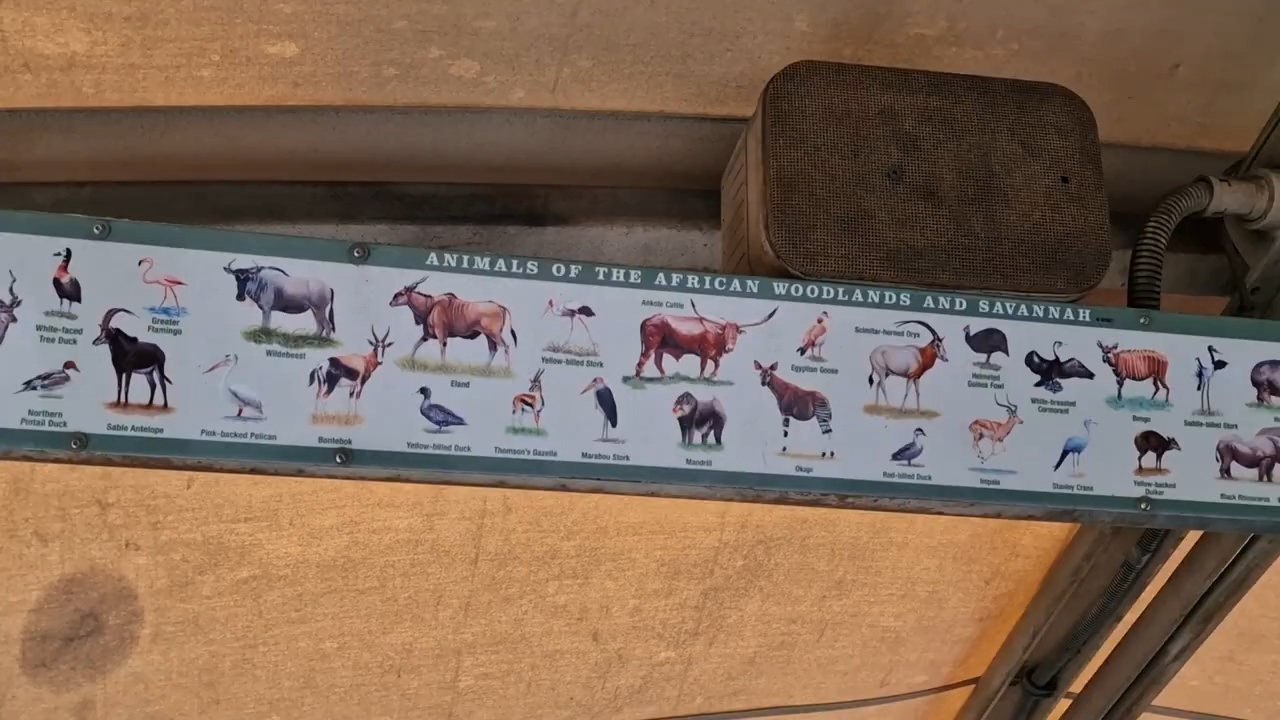 ANIMALS OF THE AFRICAN WOODLANDS AND SAVANNAH
White-faced
Tree Duck
Greater
Flamingo
Wildebeest
Eland
Yellow-billed Stork
Ankole Cattle
Egyptian Goose
Scimitar-horned Oryx
Helmeted
Guinea Fowl
White-breasted
Cormorant
Bongo
Saddle-billed Stork
Northern
Pintail Duck
Sable Antelope
Pink-backed Pelican
Bontebok
Yellow-billed Duck
Thomson's Gazelle
Marabou Stork
Mandrill
Okapi
Red-billed Duck
Impala
Stanley Crane
Yellow-backed
Duiker
Black Rhinoceros